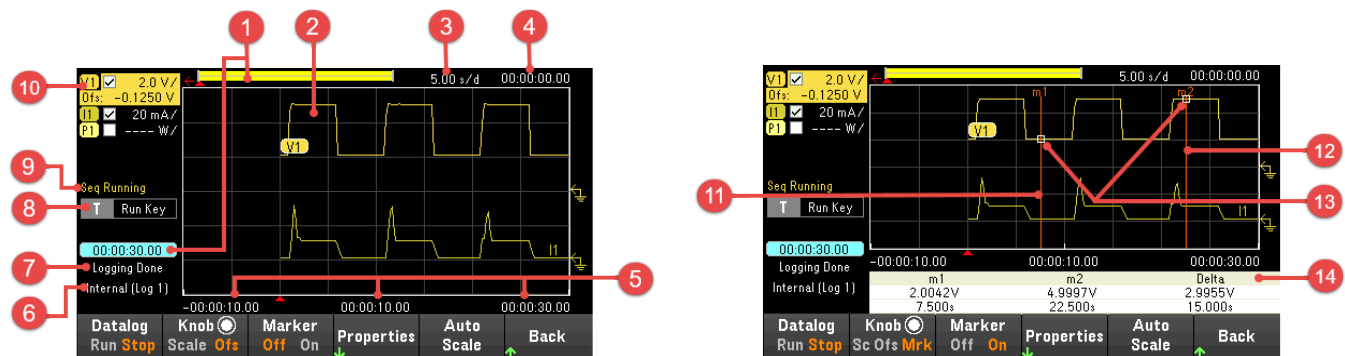 1
2
3
4
10
V1 2.0 V/
5.00 s/d 00:00:00.00
Ofs: -0.1250 V
I1 20 mA/
P1 ---- W/
V1
9
Seq Running
8
T Run Key
00:00:30.00
I1
7
Logging Done
5
6
Internal (Log 1)
-00:00:10.00 00:00:10.00 00:00:30.00
Datalog Knob Marker Properties Auto Back
Run Stop Scale Ofs Off On Scale
V1 2.0 V/
5.00 s/d 00:00:00.00
Ofs: -0.1250 V
m1 m2
I1 20 mA/
P1 ---- W/
V1
12
Seq Running
11
13
T Run Key
I1
00:00:30.00
-00:00:10.00 00:00:10.00 00:00:30.00
Logging Done
14
m1 m2 Delta
Internal (Log 1)
2.0042V 4.9997V 2.9955V
7.500s 22.500s 15.000s
Datalog Knob Marker Properties Auto Back
Run Stop Sc Ofs Mrk Off On Scale